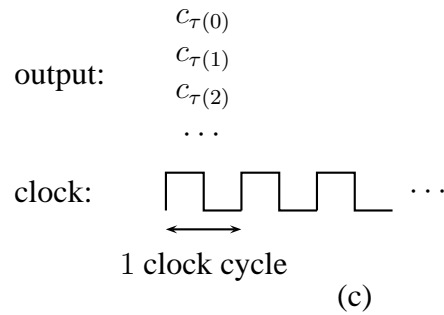 c_{τ(0)}
c_{τ(1)}
output:
c_{τ(2)}
...
clock: ...
1 clock cycle
(c)